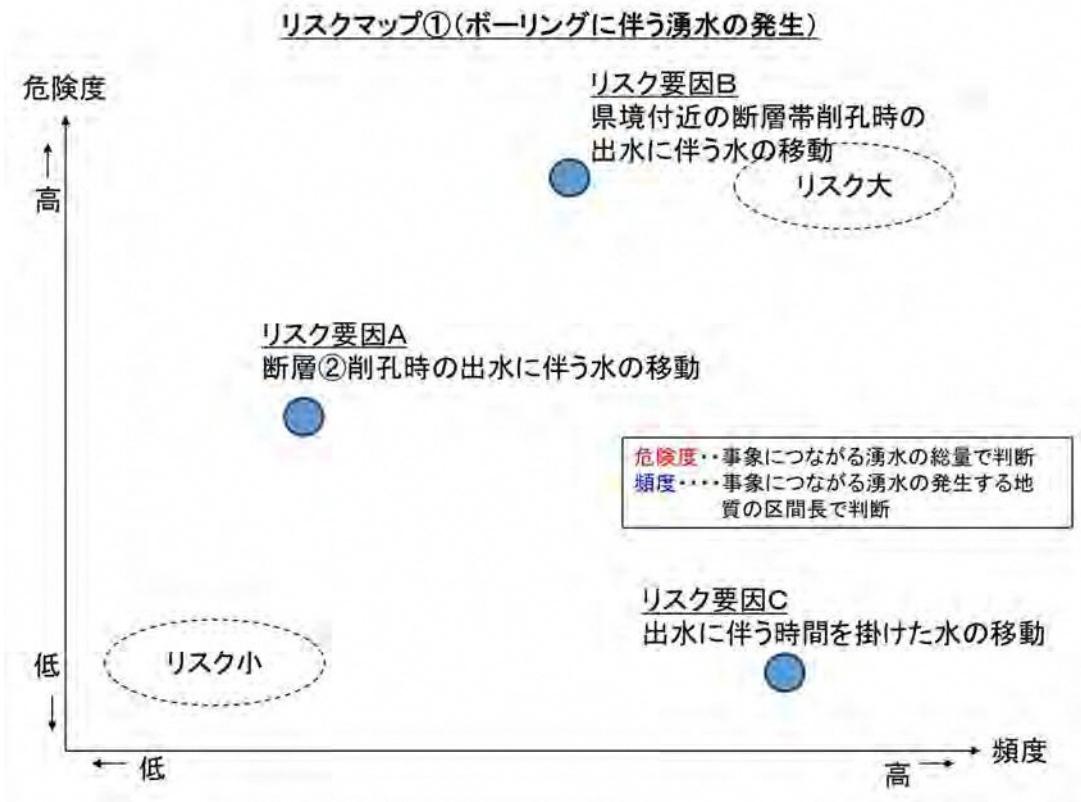 リスクマップ①(ボーリングに伴う湧水の発生)
危険度
↑
高
リスク要因B
県境付近の断層帯削孔時の
出水に伴う水の移動
リスク大
リスク要因A
断層②削孔時の出水に伴う水の移動
危険度‥事象につながる湧水の総量で判断
頻度‥‥事象につながる湧水の発生する地
質の区間長で判断
リスク要因C
出水に伴う時間を掛けた水の移動
リスク小
低
↓
←低
高→
頻度